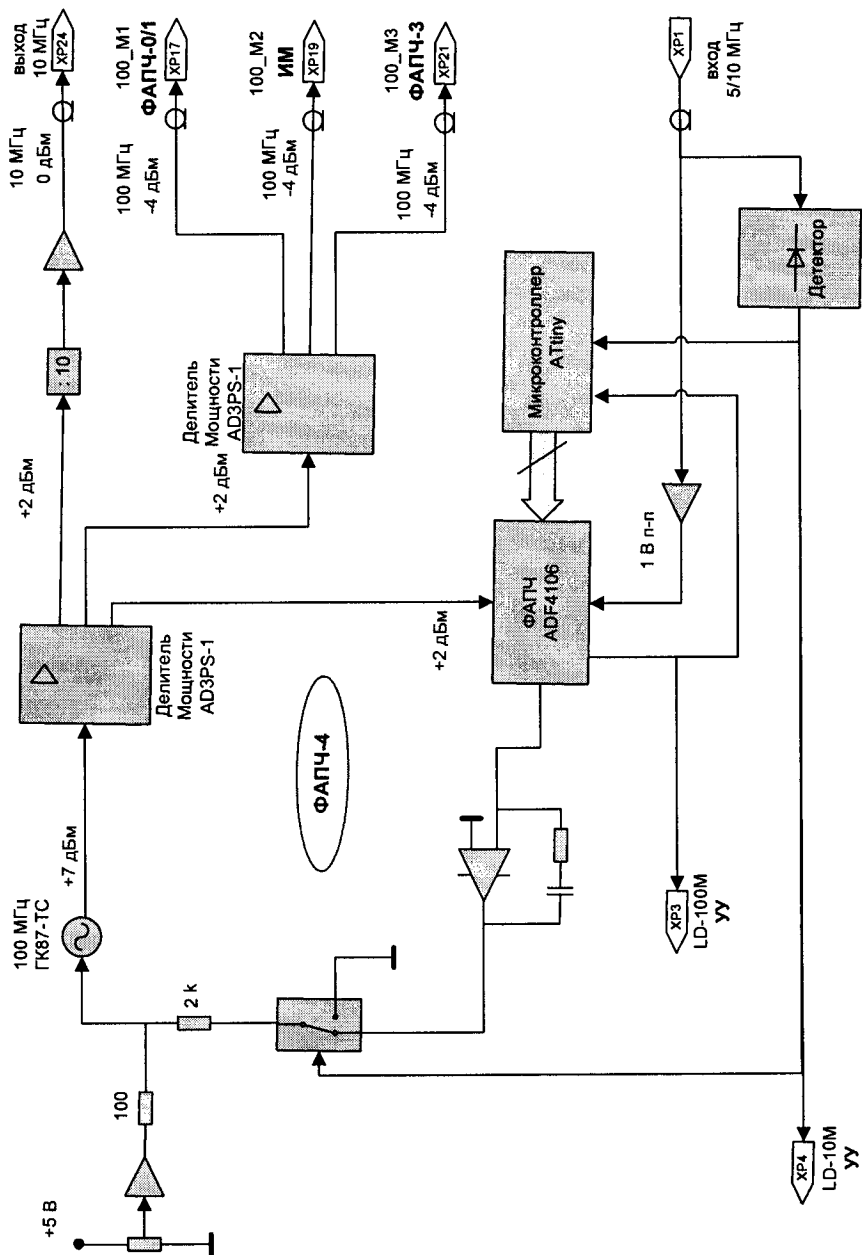 +5 В
100
2 k
100 МГц
ГК87-ТС
+7 дБм
Делитель
Мощности
AD3PS-1
+2 дБм
: 10
10 МГц
0 дБм
выход
10 МГц
XP24
+2 дБм
Делитель
Мощности
AD3PS-1
100 МГц
-4 дБм
100_M1
ФАПЧ-0/1
XP17
100 МГц
-4 дБм
100_M2
ИМ
XP19
100 МГц
-4 дБм
100_M3
ФАПЧ-3
XP21
ФАПЧ-4
+2 дБм
ФАПЧ
ADF4106
Микроконтроллер
ATtiny
1 В п-п
XP1
вход
5/10 МГц
Детектор
XP3
LD-100M
УУ
XP4
LD-10M
УУ